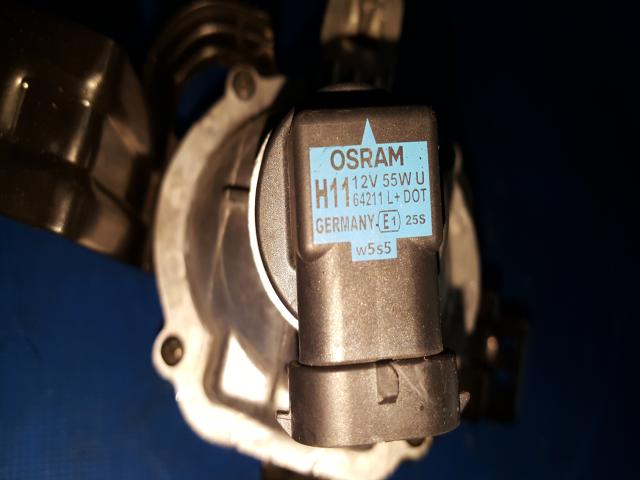 OSRAM
H11 12V 55W U
64211 L+ DOT
GERMANY- E1 25S
w5s5